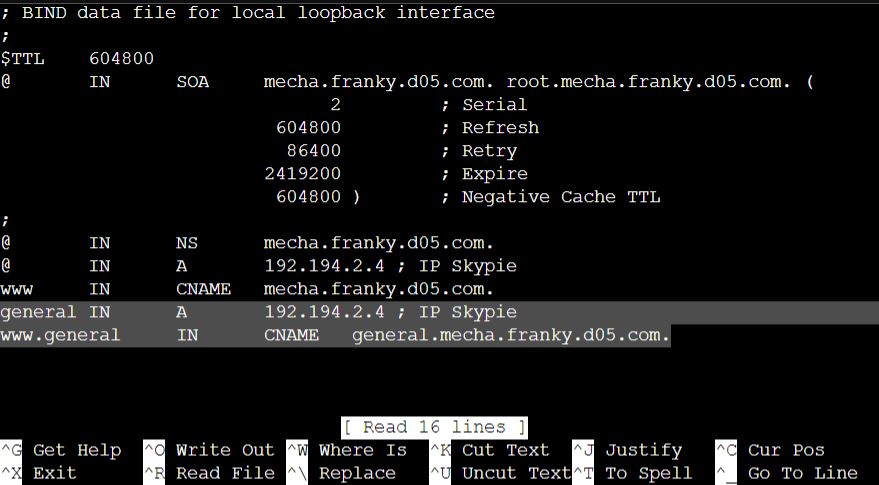 ; BIND data file for local loopback interface
;
$TTL    604800
@       IN      SOA     mecha.franky.d05.com. root.mecha.franky.d05.com. (
                              2         ; Serial
                         604800         ; Refresh
                          86400         ; Retry
                        2419200         ; Expire
                         604800 )       ; Negative Cache TTL
;
@       IN      NS      mecha.franky.d05.com.
@       IN      A       192.194.2.4 ; IP Skypie
www     IN      CNAME   mecha.franky.d05.com.
general IN      A       192.194.2.4 ; IP Skypie
www.general     IN      CNAME   general.mecha.franky.d05.com.
[ Read 16 lines ]
^G Get Help  ^O Write Out ^W Where Is  ^K Cut Text  ^J Justify   ^C Cur Pos
^X Exit      ^R Read File ^\ Replace   ^U Uncut Text^T To Spell  ^_ Go To Line